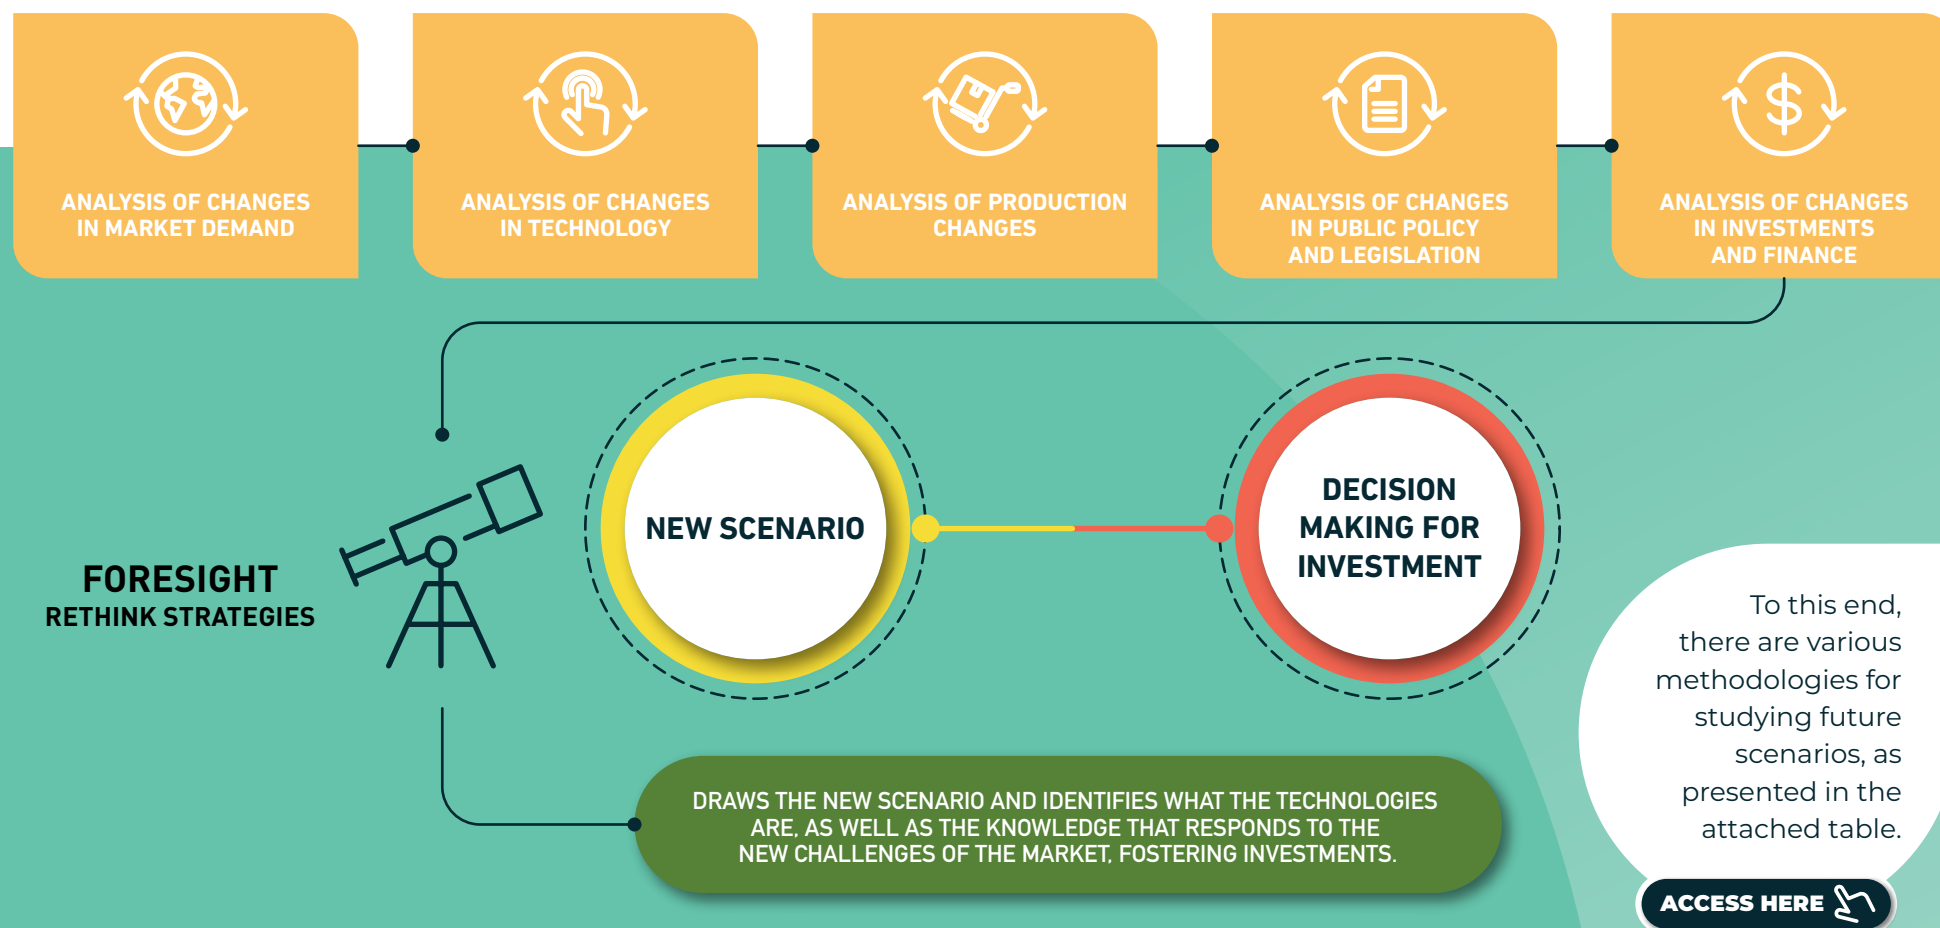 ANALYSIS OF CHANGES
IN MARKET DEMAND
ANALYSIS OF CHANGES
IN TECHNOLOGY
ANALYSIS OF PRODUCTION
CHANGES
ANALYSIS OF CHANGES
IN PUBLIC POLICY
AND LEGISLATION
ANALYSIS OF CHANGES
IN INVESTMENTS
AND FINANCE
FORESIGHT
RETHINK STRATEGIES
NEW SCENARIO
DECISION
MAKING FOR
INVESTMENT
DRAWS THE NEW SCENARIO AND IDENTIFIES WHAT THE TECHNOLOGIES
ARE, AS WELL AS THE KNOWLEDGE THAT RESPONDS TO THE
NEW CHALLENGES OF THE MARKET, FOSTERING INVESTMENTS.
To this end,
there are various
methodologies for
studying future
scenarios, as
presented in the
attached table.
ACCESS HERE